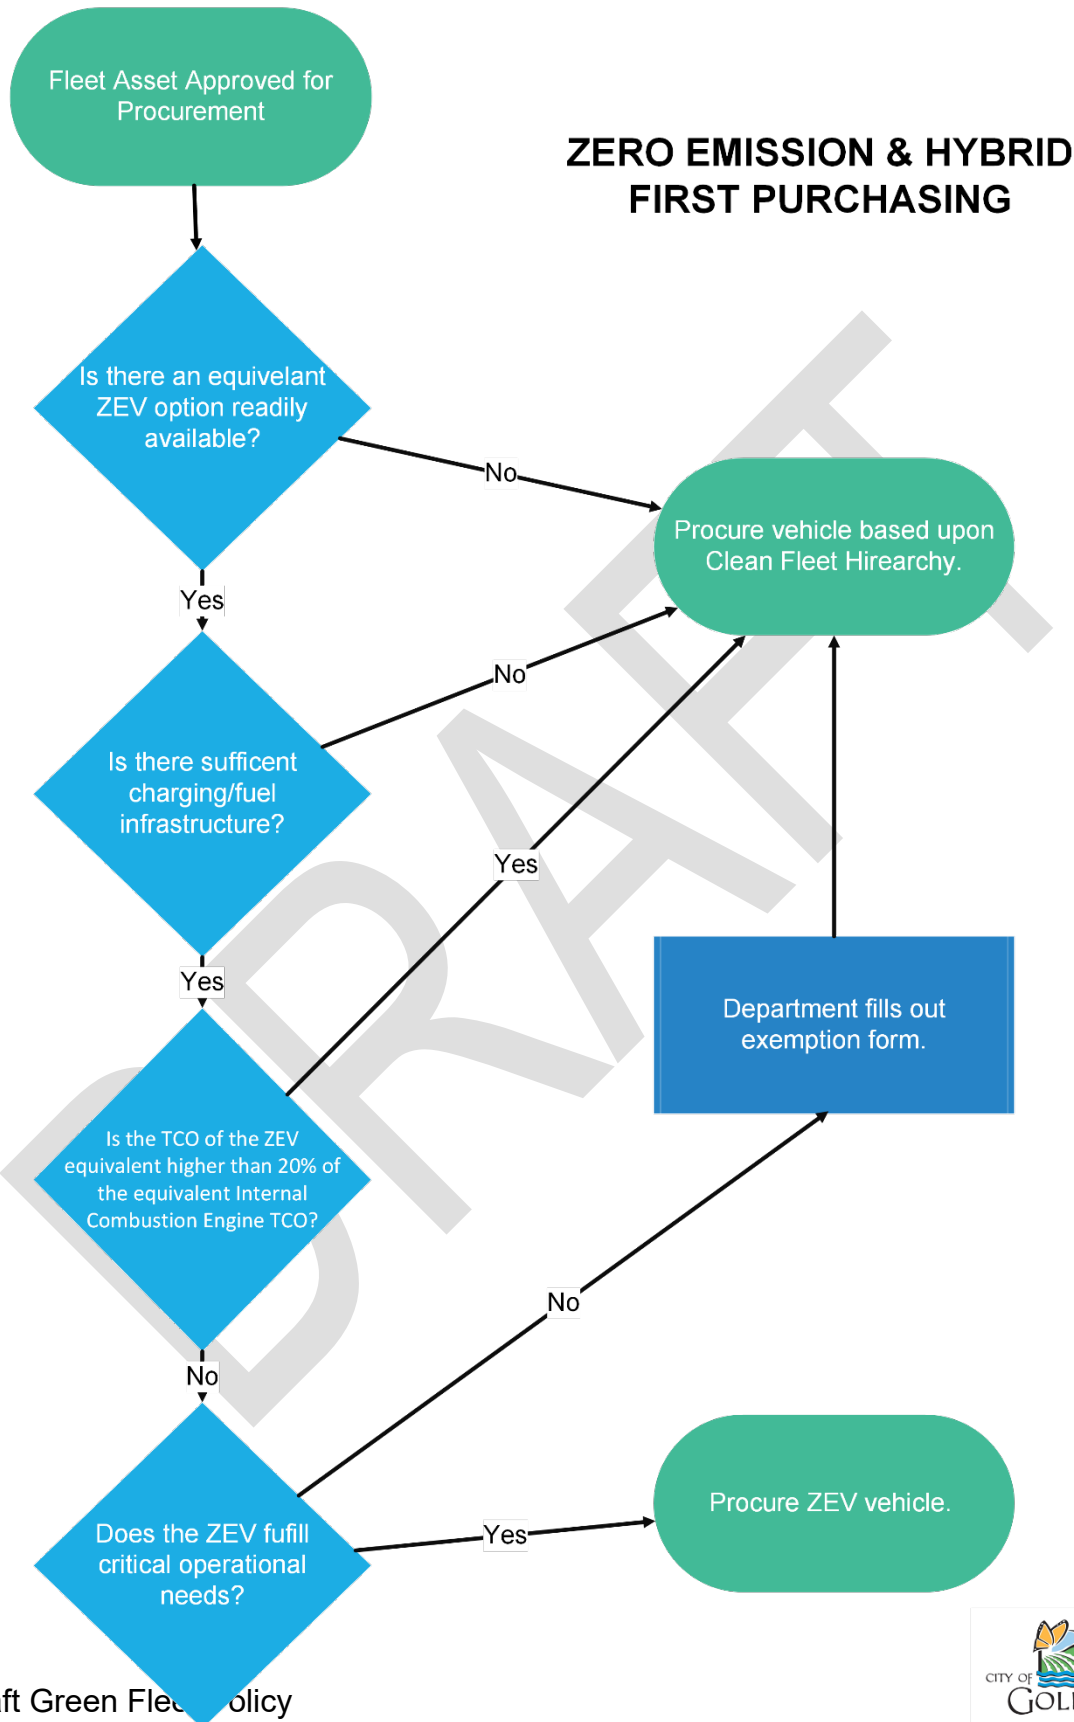 Fleet Asset Approved for
Procurement
ZERO EMISSION & HYBRID
FIRST PURCHASING
Is there an equivelant
ZEV option readily
available?
No
Procure vehicle based upon
Clean Fleet Hirearchy.
Yes
No
Is there sufficent
charging/fuel
infrastructure?
Yes
Yes
Department fills out
exemption form.
Is the TCO of the ZEV
equivalent higher than 20% of
the equivalent Internal
Combustion Engine TCO?
No
No
Does the ZEV fufill
critical operational
needs?
Yes
Procure ZEV vehicle.
DRAFT
Green
CITY OF